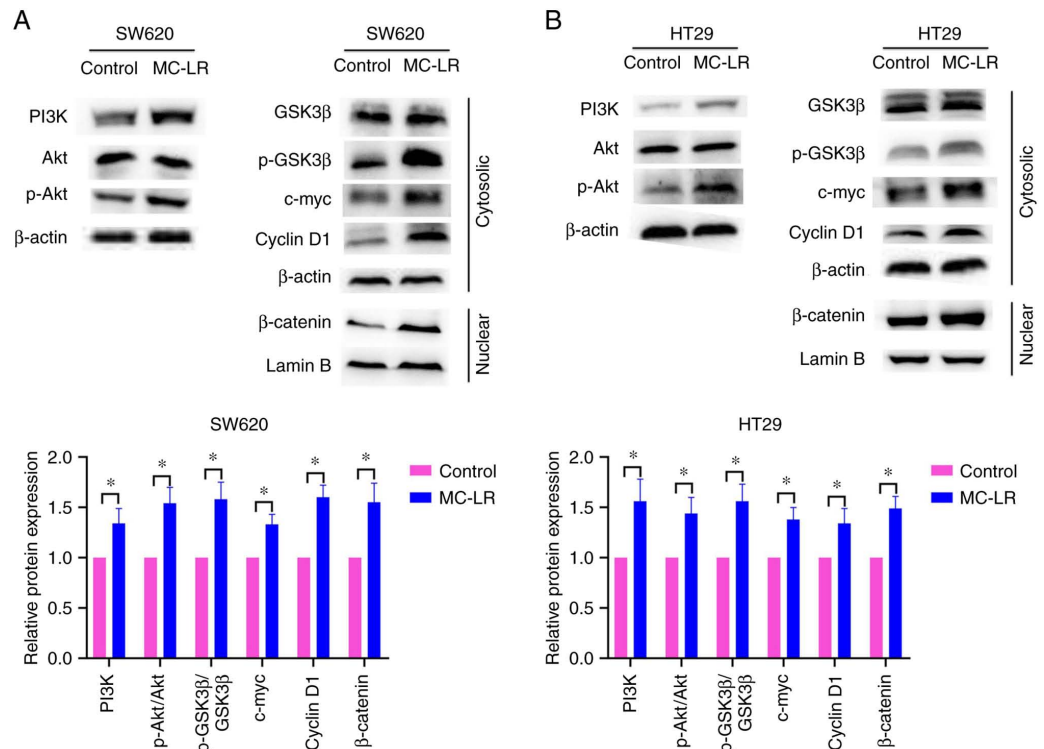 A
SW620
Control MC-LR
PI3K
Akt
p-Akt
β-actin
SW620
Control MC-LR
GSK3β
p-GSK3β
c-myc
Cyclin D1
β-actin
β-catenin
Lamin B
Cytosolic
Nuclear
B
HT29
Control MC-LR
PI3K
Akt
p-Akt
β-actin
HT29
Control MC-LR
GSK3β
p-GSK3β
c-myc
Cyclin D1
β-actin
β-catenin
Lamin B
Cytosolic
Nuclear
SW620
Relative protein expression
2.0
1.5
1.0
0.5
0.0
* * * * * *
PI3K
p-Akt/Akt
p-GSK3β/
GSK3β
c-myc
Cyclin D1
β-catenin
Control
MC-LR
HT29
Relative protein expression
2.0
1.5
1.0
0.5
0.0
* * * * * *
PI3K
p-Akt/Akt
p-GSK3β/
GSK3β
c-myc
Cyclin D1
β-catenin
Control
MC-LR